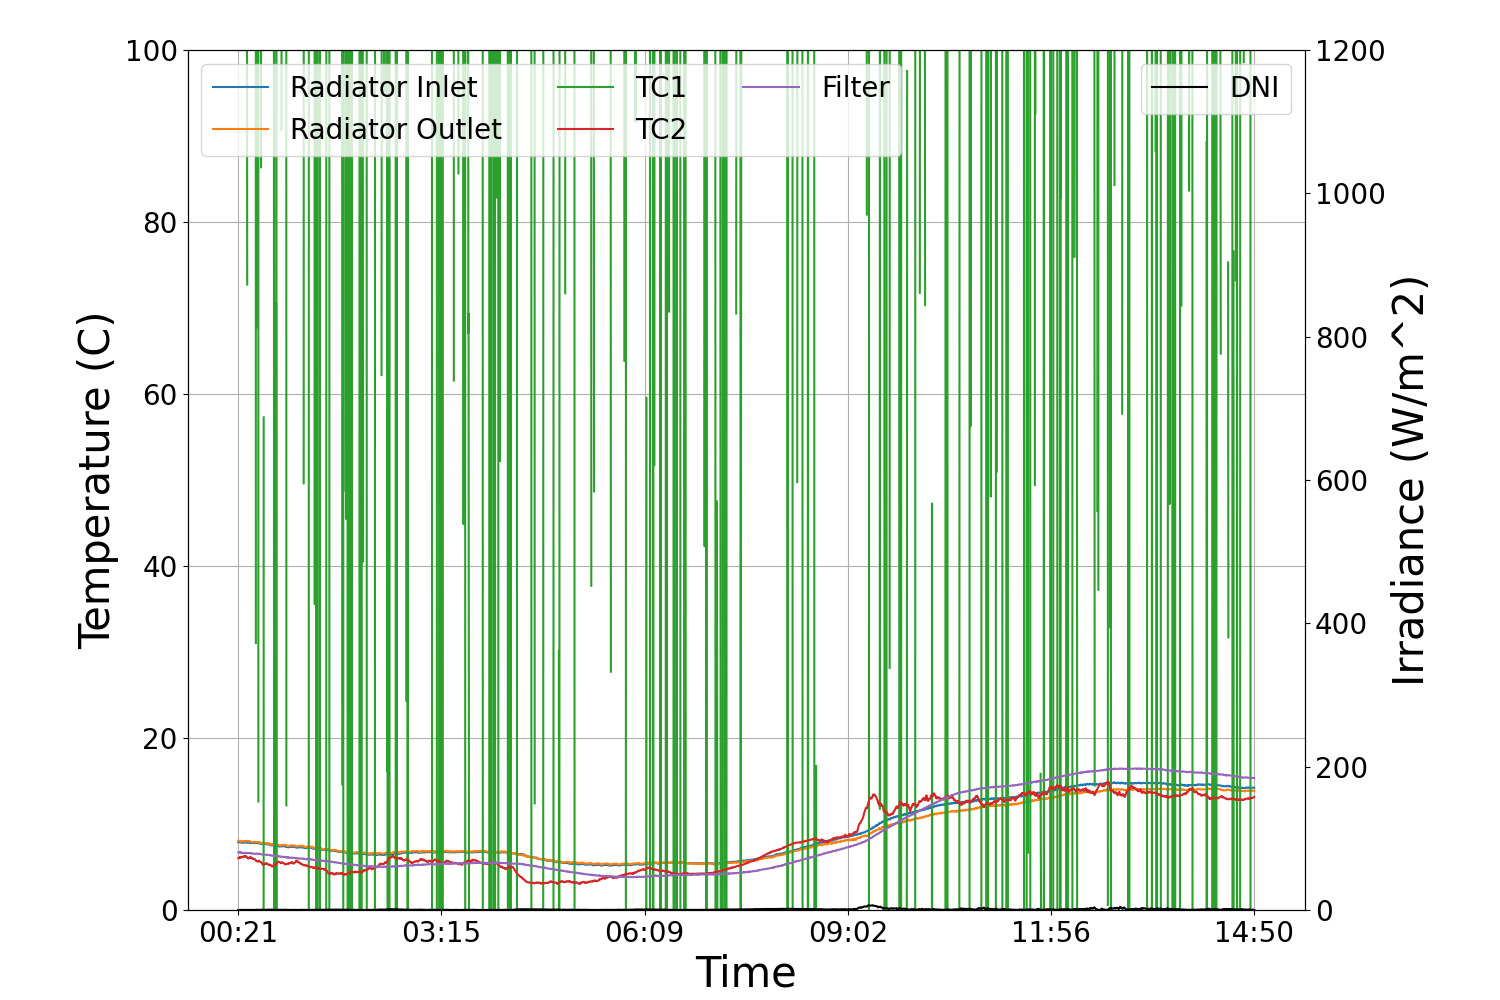 Radiator Inlet
Radiator Outlet
TC1
TC2
Filter
DNI
Temperature (C)
100
80
60
40
20
0
Irradiance (W/m^2)
1200
1000
800
600
400
200
0
00:21 03:15 06:09 09:02 11:56 14:50
Time